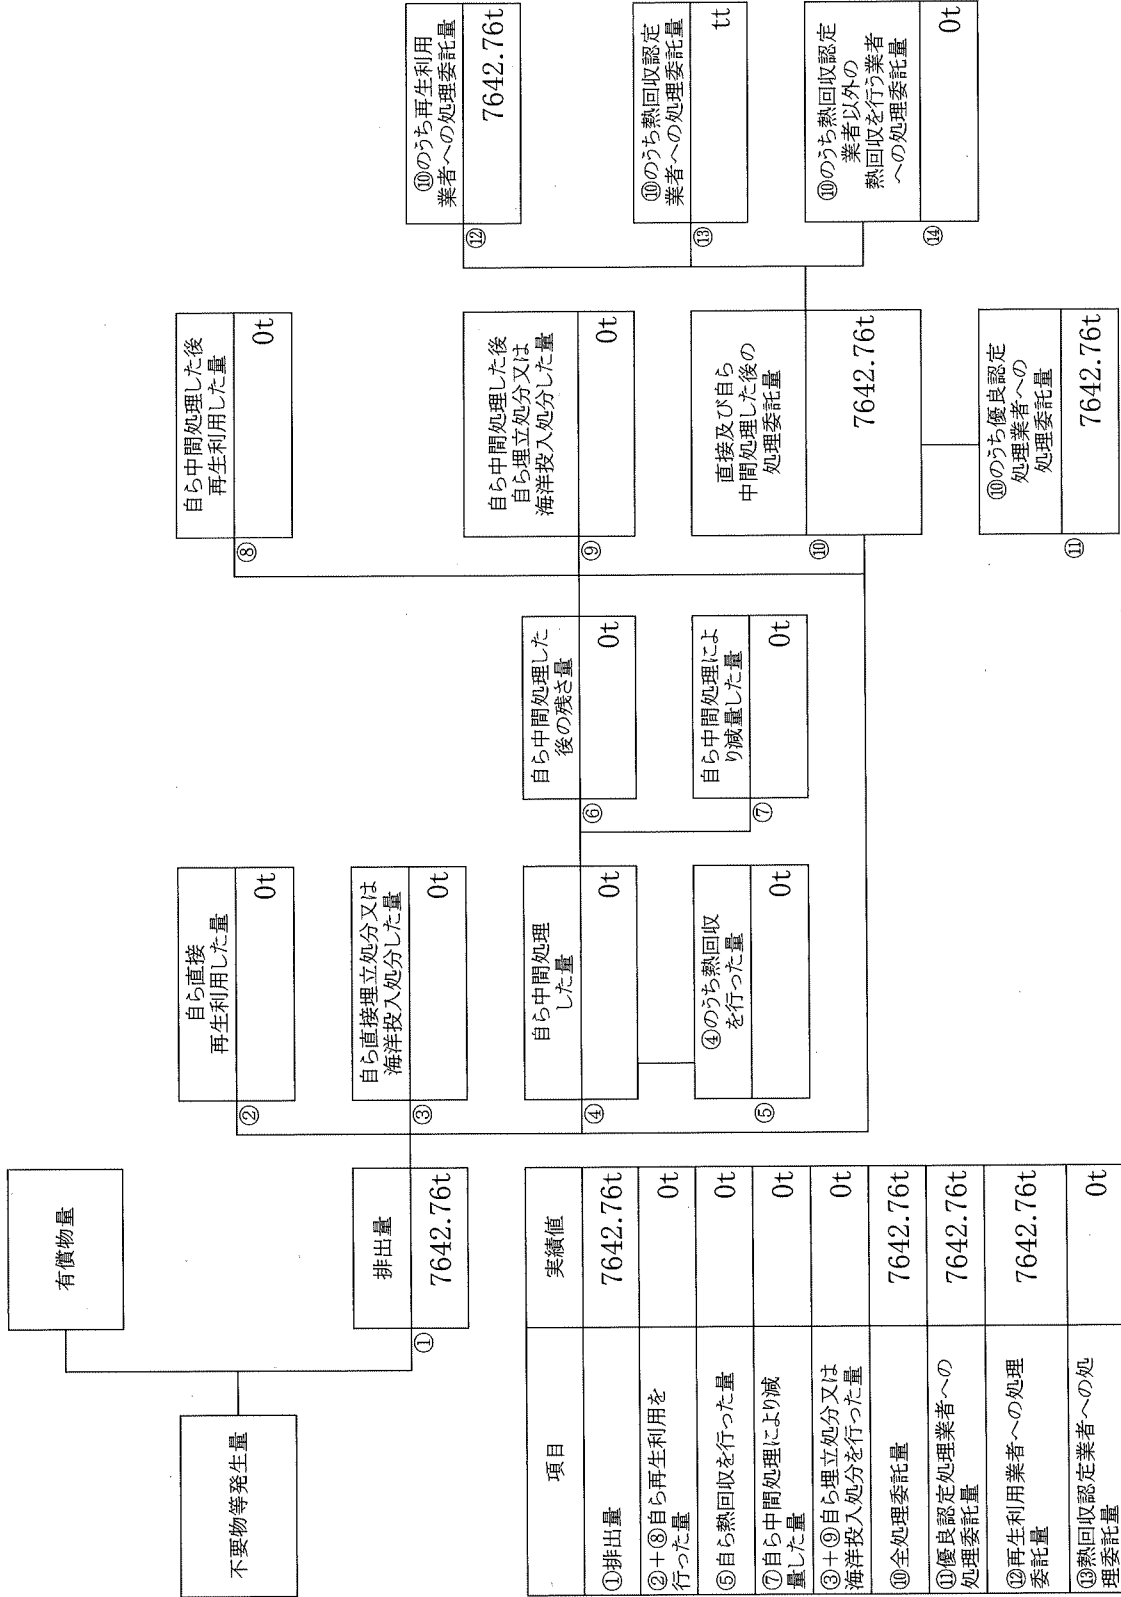 不要物等発生量
有償物量
①
排出量
7642.76t
②
自ら直接
再生利用した量
0t
③
自ら直接埋立処分又は
海洋投入処分した量
0t
④
自ら中間処理
した量
0t
⑤
④のうち熱回収
を行った量
0t
⑥
自ら中間処理した
後の残さ量
0t
⑦
自ら中間処理によ
り減量した量
0t
⑧
自ら中間処理した後
再生利用した量
0t
⑨
自ら中間処理した後
自ら埋立処分又は
海洋投入処分した量
0t
⑩
直接及び自ら
中間処理した後の
処理委託量
7642.76t
⑪
⑩のうち優良認定
処理業者への
処理委託量
7642.76t
⑫
⑩のうち再生利用
業者への処理委託量
7642.76t
⑬
⑩のうち熱回収認定
業者への処理委託量
tt
⑭
⑩のうち熱回収認定
業者以外の
熱回収を行う業者
への処理委託量
0t
項目
実績値
①排出量
7642.76t
②+⑧自ら再生利用を
行った量
0t
⑤自ら熱回収を行った量
0t
⑦自ら中間処理により減
量した量
0t
③+⑨自ら埋立処分又は
海洋投入処分を行った量
0t
⑩全処理委託量
7642.76t
⑪優良認定処理業者への
処理委託量
7642.76t
⑫再生利用業者への処理
委託量
7642.76t
⑬熱回収認定業者への処
理委託量
0t